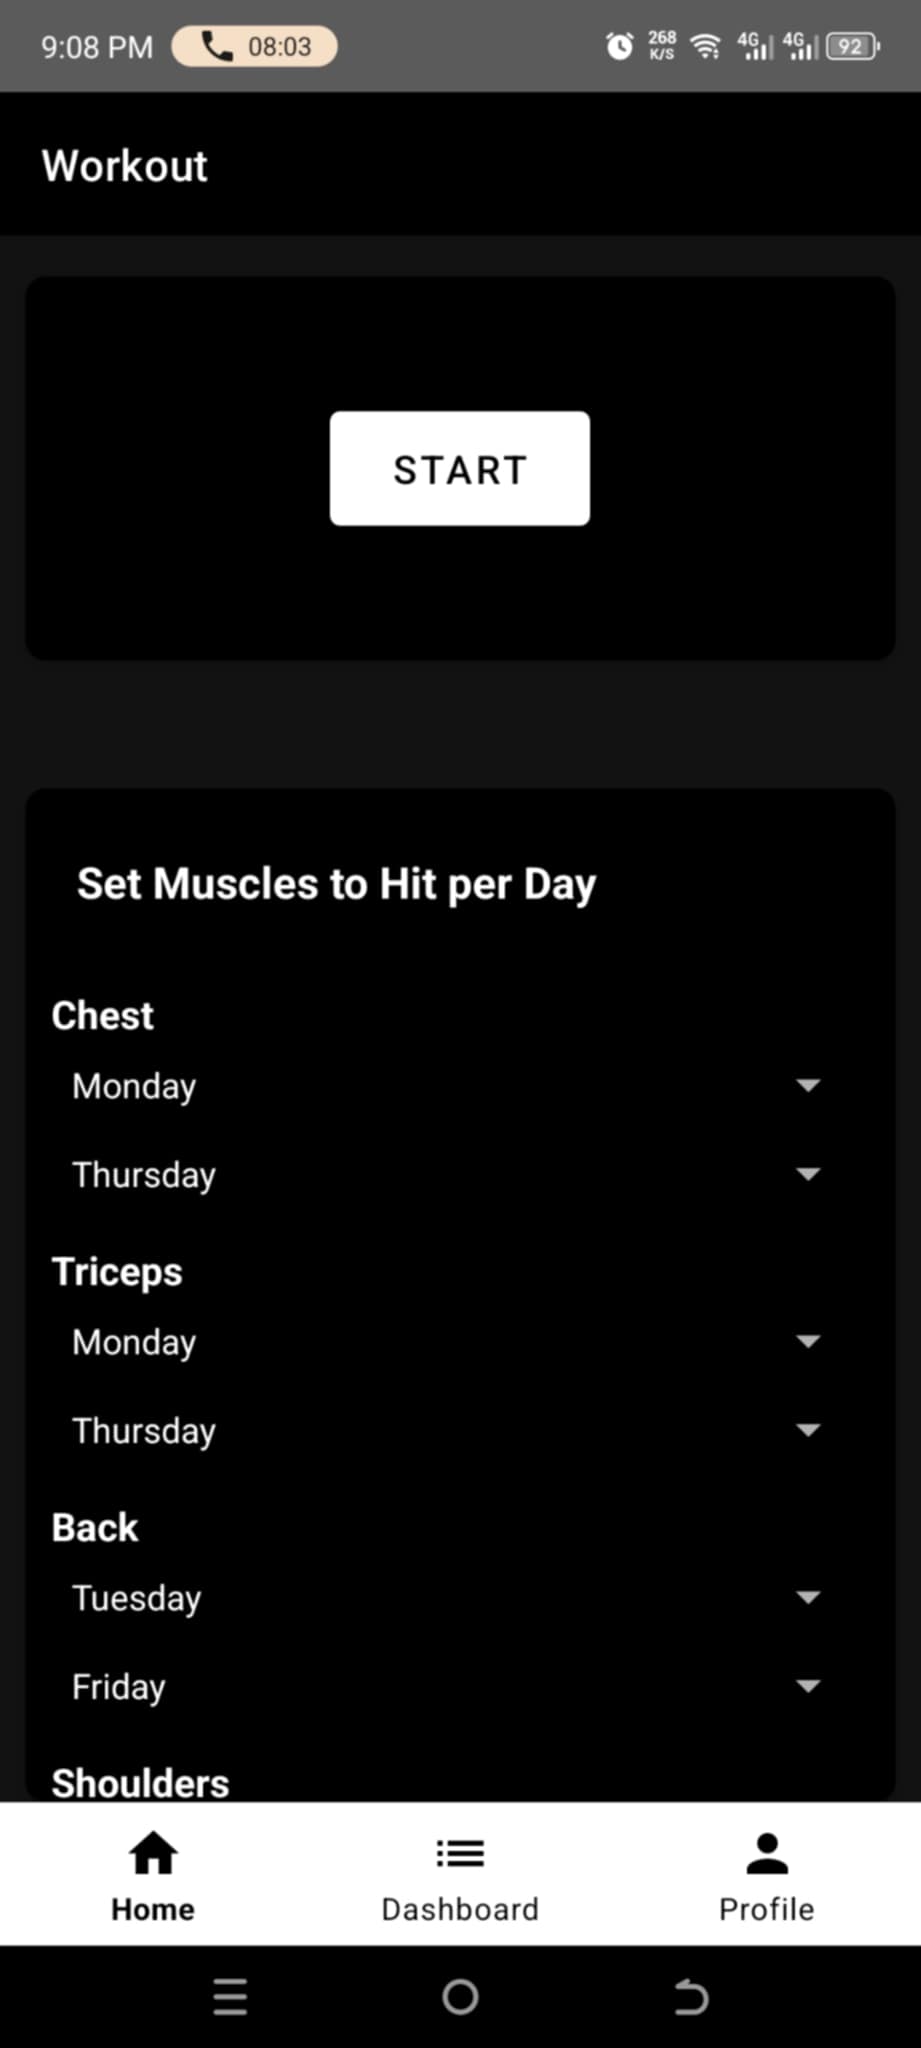 9:08 PM 08:03 268 K/S 4G 4G 92
Workout
START
Set Muscles to Hit per Day
Chest
Monday
Thursday
Triceps
Monday
Thursday
Back
Tuesday
Friday
Shoulders
Home Dashboard Profile